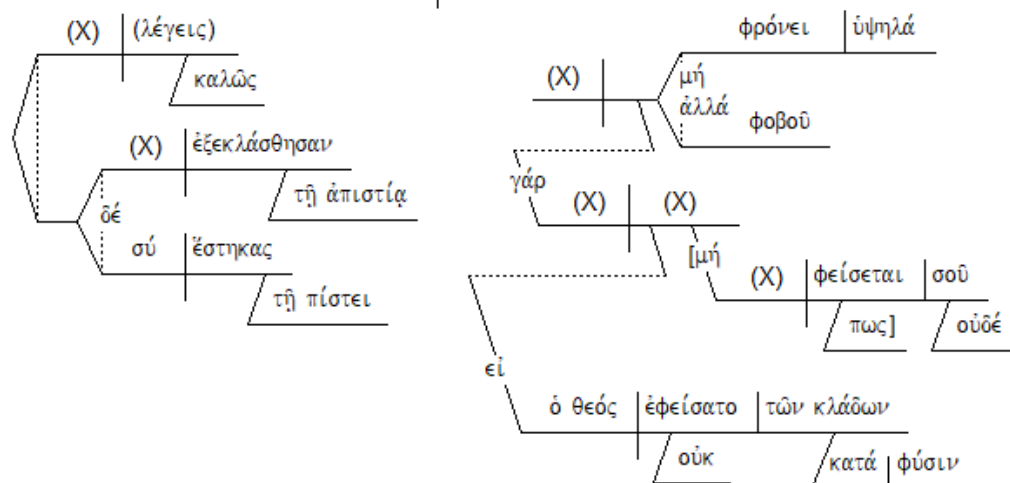 (X) (λέγεις)
καλῶς
(X) ἐξεκλάσθησαν
τῇ ἀπιστίᾳ
δέ
σύ ἕστηκας
τῇ πίστει
φρόνει ὑψηλά
(X) μή
ἀλλά
φοβοῦ
γάρ
(X) (X)
[μή
(X) φείσεται σοῦ
πως] οὐδέ
εἰ
ὁ θεός ἐφείσατο τῶν κλάδων
οὐκ κατά φύσιν